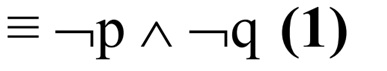 ≡ ¬p ∧ ¬q (1)